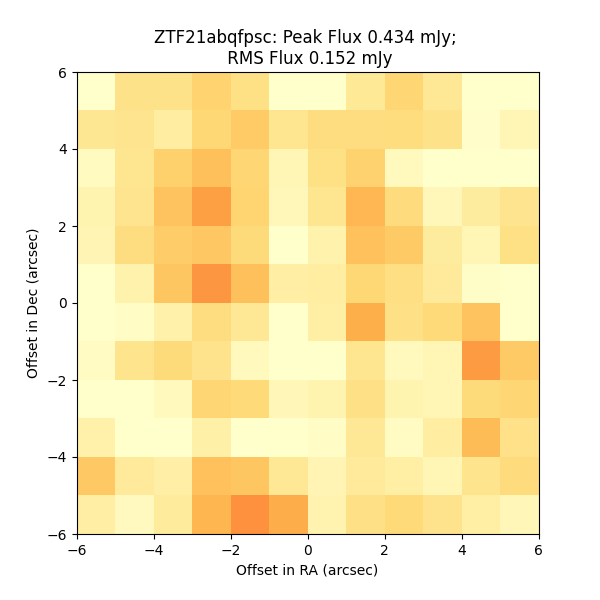 ZTF21abqfpsc: Peak Flux 0.434 mJy;
RMS Flux 0.152 mJy
6
4
2
0
−2
−4
−6
Offset in Dec (arcsec)
−6 −4 −2 0 2 4 6
Offset in RA (arcsec)